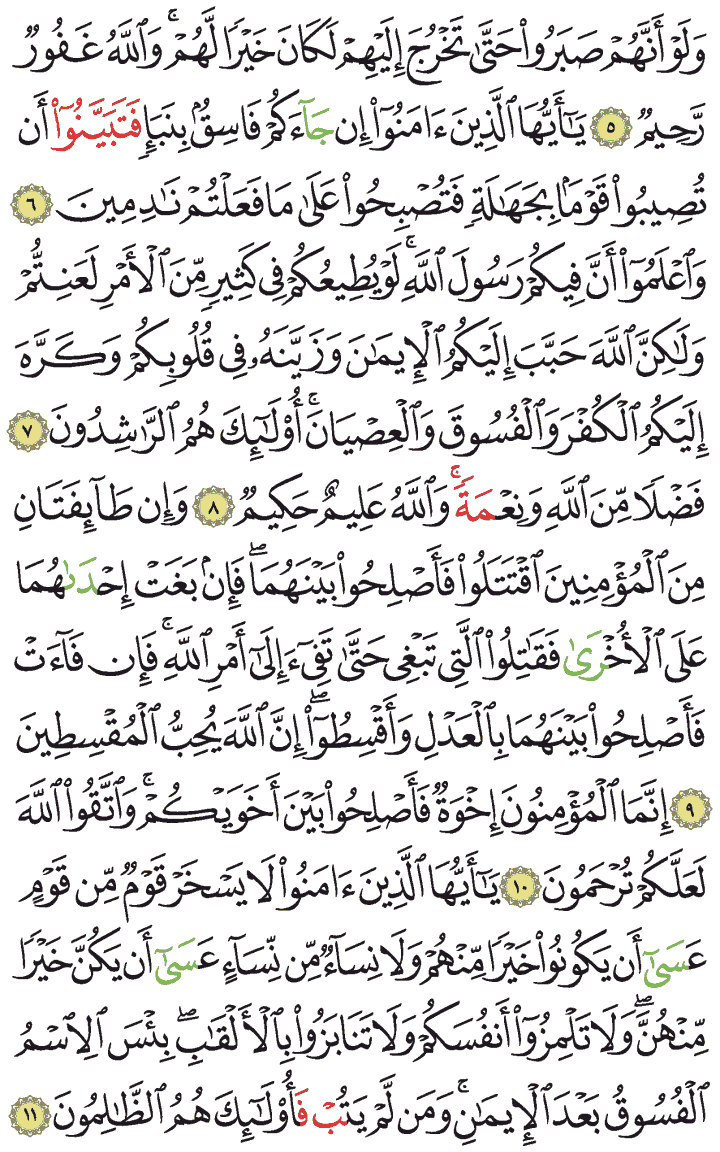 وَلَوْ أَنَّهُمْ صَبَرُوا۟ حَتَّىٰ تَخْرُجَ إِلَيْهِمْ لَكَانَ خَيْرًا لَّهُمْ ۚ وَٱللَّهُ غَفُورٌ
رَّحِيمٌ ٥ يَـٰٓأَيُّهَا ٱلَّذِينَ ءَامَنُوٓا۟ إِن جَآءَكُمْ فَاسِقٌۢ بِنَبَإٍ فَتَبَيَّنُوٓا۟ أَن
تُصِيبُوا۟ قَوْمًۢا بِجَهَـٰلَةٍ فَتُصْبِحُوا۟ عَلَىٰ مَا فَعَلْتُمْ نَـٰدِمِينَ ٦
وَٱعْلَمُوٓا۟ أَنَّ فِيكُمْ رَسُولَ ٱللَّهِ ۚ لَوْ يُطِيعُكُمْ فِى كَثِيرٍ مِّنَ ٱلْأَمْرِ لَعَنِتُّمْ
وَلَـٰكِنَّ ٱللَّهَ حَبَّبَ إِلَيْكُمُ ٱلْإِيمَـٰنَ وَزَيَّنَهُۥ فِى قُلُوبِكُمْ وَكَرَّهَ
إِلَيْكُمُ ٱلْكُفْرَ وَٱلْفُسُوقَ وَٱلْعِصْيَانَ ۚ أُو۟لَـٰٓئِكَ هُمُ ٱلرَّٰشِدُونَ ٧
فَضْلًا مِّنَ ٱللَّهِ وَنِعْمَةً ۚ وَٱللَّهُ عَلِيمٌ حَكِيمٌ ٨ وَإِن طَآئِفَتَانِ
مِنَ ٱلْمُؤْمِنِينَ ٱقْتَتَلُوا۟ فَأَصْلِحُوا۟ بَيْنَهُمَا ۖ فَإِنۢ بَغَتْ إِحْدَىٰهُمَا
عَلَى ٱلْأُخْرَىٰ فَقَـٰتِلُوا۟ ٱلَّتِى تَبْغِى حَتَّىٰ تَفِىٓءَ إِلَىٰٓ أَمْرِ ٱللَّهِ ۚ فَإِن فَآءَتْ
فَأَصْلِحُوا۟ بَيْنَهُمَا بِٱلْعَدْلِ وَأَقْسِطُوٓا۟ ۖ إِنَّ ٱللَّهَ يُحِبُّ ٱلْمُقْسِطِينَ
٩ إِنَّمَا ٱلْمُؤْمِنُونَ إِخْوَةٌ فَأَصْلِحُوا۟ بَيْنَ أَخَوَيْكُمْ ۚ وَٱتَّقُوا۟ ٱللَّهَ
لَعَلَّكُمْ تُرْحَمُونَ ١٠ يَـٰٓأَيُّهَا ٱلَّذِينَ ءَامَنُوا۟ لَا يَسْخَرْ قَوْمٌ مِّن قَوْمٍ
عَسَىٰٓ أَن يَكُونُوا۟ خَيْرًا مِّنْهُمْ وَلَا نِسَآءٌ مِّن نِّسَآءٍ عَسَىٰٓ أَن يَكُنَّ خَيْرًا
مِّنْهُنَّ ۖ وَلَا تَلْمِزُوٓا۟ أَنفُسَكُمْ وَلَا تَنَابَزُوا۟ بِٱلْأَلْقَـٰبِ ۖ بِئْسَ ٱلِٱسْمُ
ٱلْفُسُوقُ بَعْدَ ٱلْإِيمَـٰنِ ۚ وَمَن لَّمْ يَتُبْ فَأُو۟لَـٰٓئِكَ هُمُ ٱلظَّـٰلِمُونَ ١١